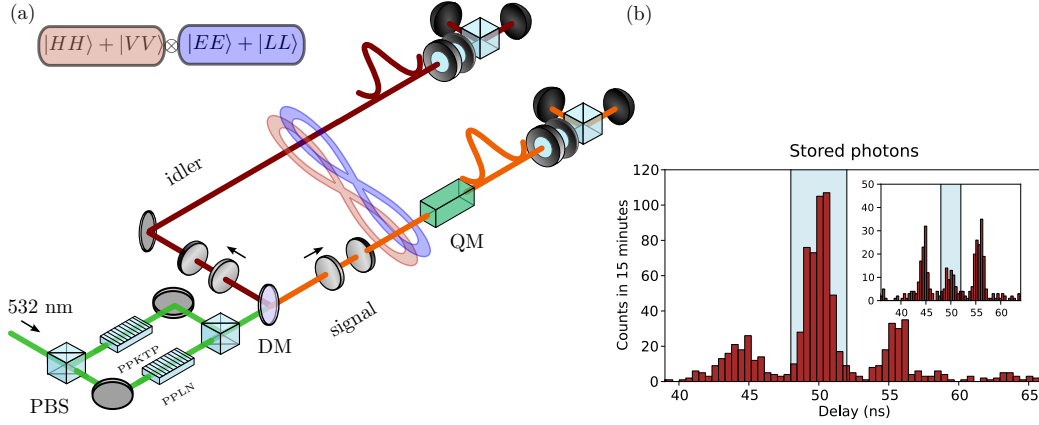 (a)
|HH⟩ + |VV⟩ ⊗ |EE⟩ + |LL⟩
idler
QM
signal
532 nm
DM
PPKTP
PPLN
PBS
(b)
Stored photons
Counts in 15 minutes
120
100
80
60
40
20
0
40 45 50 55 60 65
Delay (ns)
50
40
30
20
10
0
40 45 50 55 60